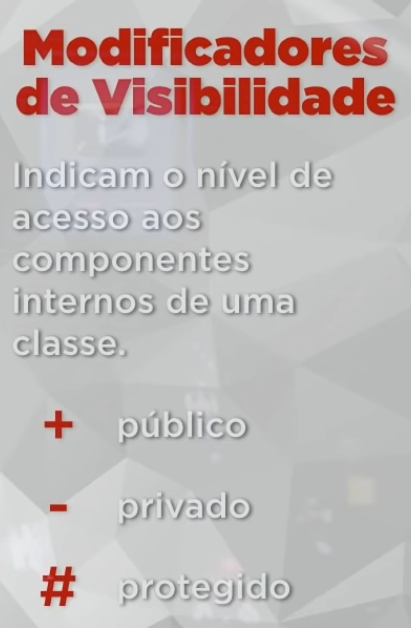 Modificadores
de Visibilidade
Indicam o nível de
acesso aos
componentes
internos de uma
classe.
+ público
- privado
# protegido